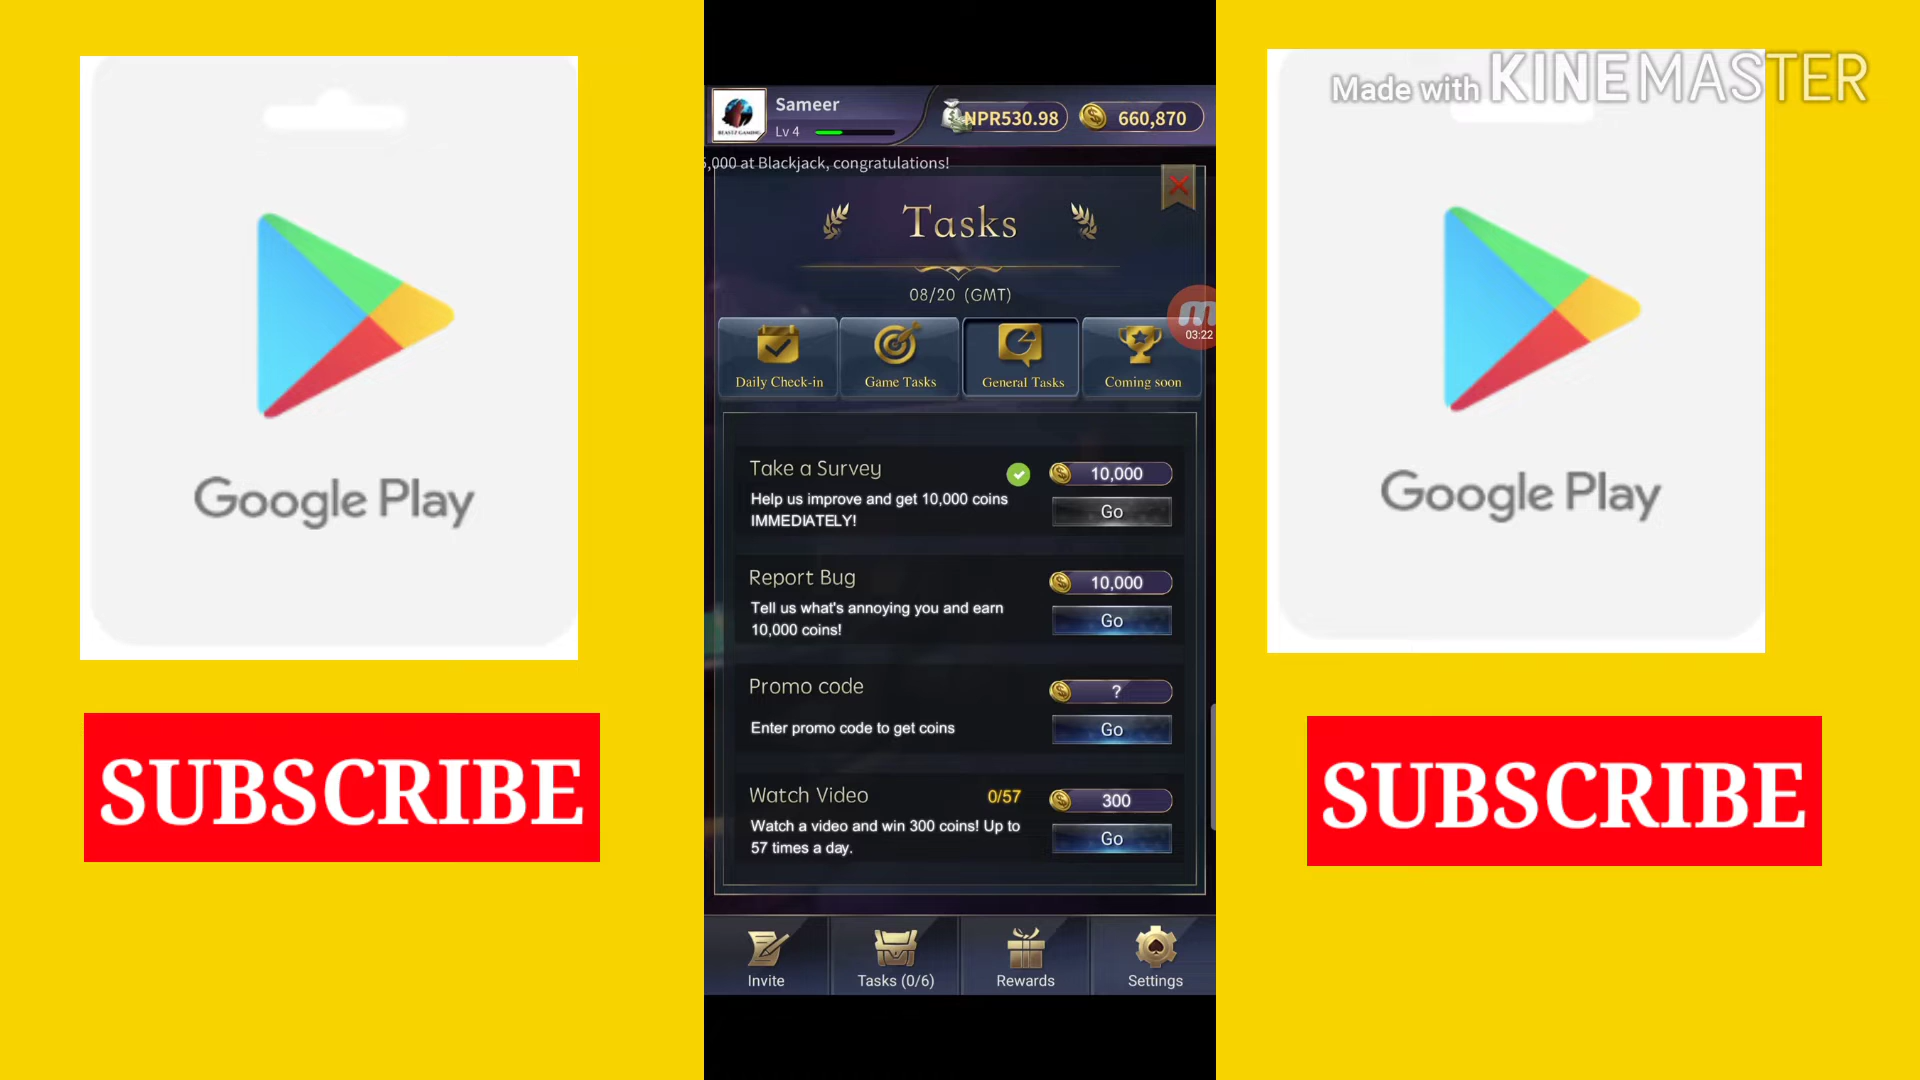 Made with KINEMASTER
Google Play
SUBSCRIBE
Sameer
Lv 4
NPR530.98
660,870
5,000 at Blackjack, congratulations!
Tasks
08/20 (GMT)
03:22
Daily Check-in
Game Tasks
General Tasks
Coming soon
Take a Survey
10,000
Help us improve and get 10,000 coins
IMMEDIATELY!
Go
Report Bug
10,000
Tell us what's annoying you and earn
10,000 coins!
Go
Promo code
?
Enter promo code to get coins
Go
Watch Video 0/57
300
Watch a video and win 300 coins! Up to
57 times a day.
Go
Invite
Tasks (0/6)
Rewards
Settings
Google Play
SUBSCRIBE